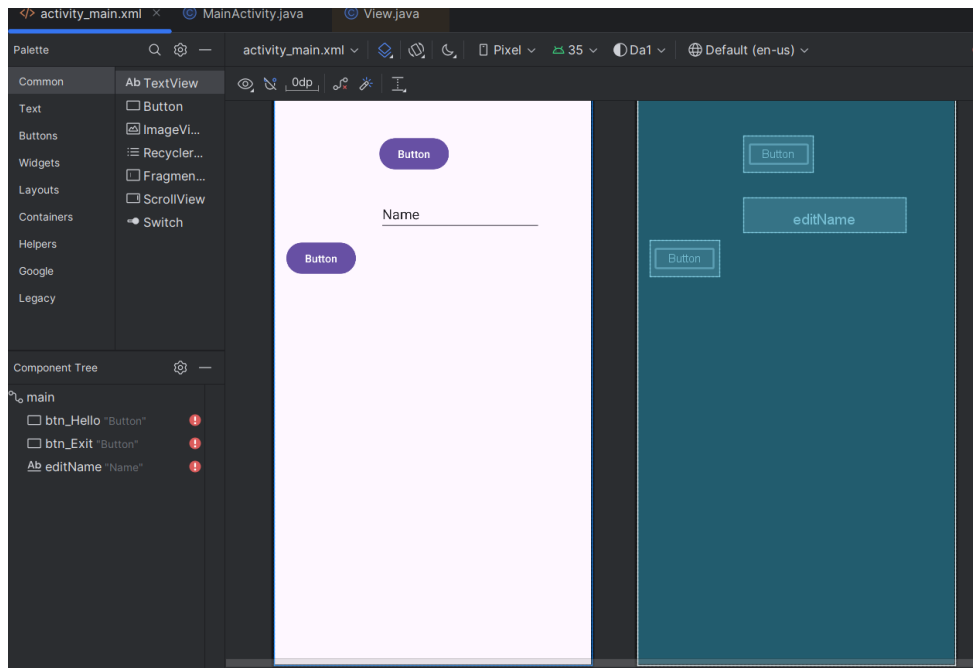 </> activity_main.xml × © MainActivity.java © View.java
Palette
activity_main.xml
Pixel
35
Da1
Default (en-us)
Common
Text
Buttons
Widgets
Layouts
Containers
Helpers
Google
Legacy
Ab TextView
Button
ImageVi...
Recycler...
Fragmen...
ScrollView
Switch
0dp
Button
Name
Button
Button
editName
Button
Component Tree
main
btn_Hello "Button"
btn_Exit "Button"
Ab editName "Name"